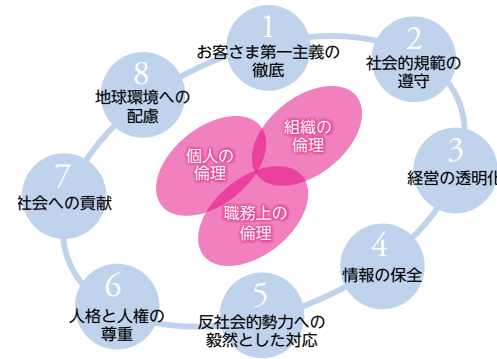 1
お客さま第一主義の
徹底
2
社会的規範の
遵守
3
経営の透明化
4
情報の保全
5
反社会的勢力への
毅然とした対応
6
人格と人権の
尊重
7
社会への貢献
8
地球環境への
配慮
組織の
倫理
個人の
倫理
職務上の
倫理